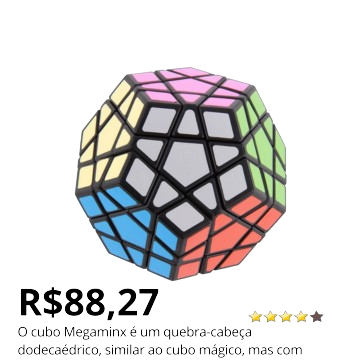 R$88,27
O cubo Megaminx é um quebra-cabeça
dodecaédrico, similar ao cubo mágico, mas com